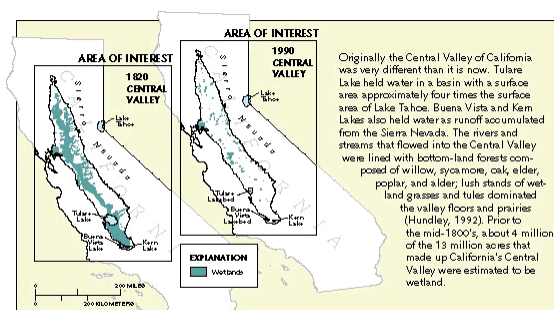 AREA OF INTEREST
1820
CENTRAL
VALLEY
Sierra
Nevada
Lake
Tahoe
Tulare
Lake
Buena
Vista
Lake
Kern
Lake
AREA OF INTEREST
1990
CENTRAL
VALLEY
Sierra
Nevada
Lake
Tahoe
Tulare
Lakebed
Buena
Vista
Lakebed
Kern
Lake
EXPLANATION
Wetlands
200 MILES
200 KILOMETERS
Originally the Central Valley of California
was very different than it is now. Tulare
Lake held water in a basin with a surface
area approximately four times the surface
area of Lake Tahoe. Buena Vista and Kern
Lakes also held water as runoff accumulated
from the Sierra Nevada. The rivers and
streams that flowed into the Central Valley
were lined with bottom-land forests com-
posed of willow, sycamore, oak, elder,
poplar, and alder; lush stands of wet-
land grasses and tules dominated
the valley floors and prairies
(Hundley, 1992). Prior to
the mid-1800's, about 4 million
of the 13 million acres that
made up California's Central
Valley were estimated to be
wetland.